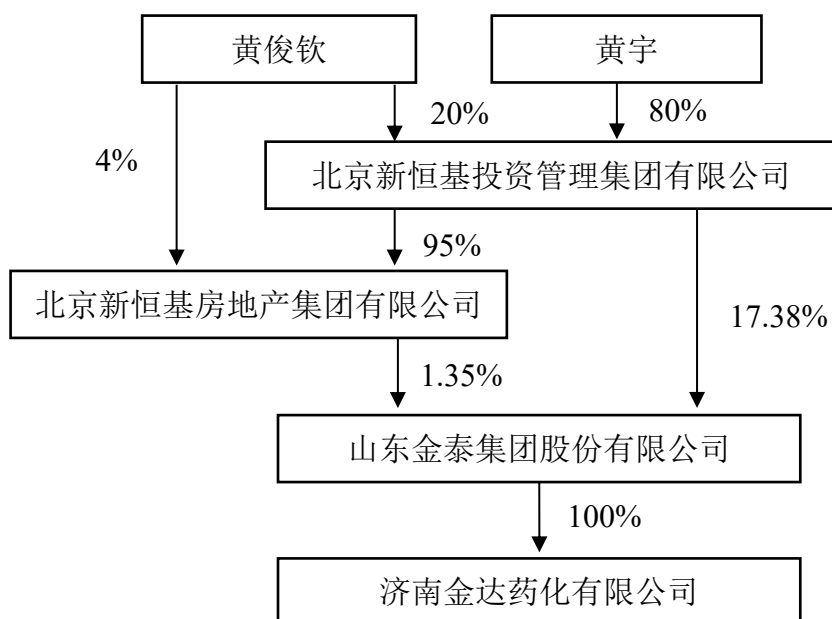 黄俊钦
黄宇
20%
80%
4%
北京新恒基投资管理集团有限公司
95%
北京新恒基房地产集团有限公司
17.38%
1.35%
山东金泰集团股份有限公司
100%
济南金达药化有限公司